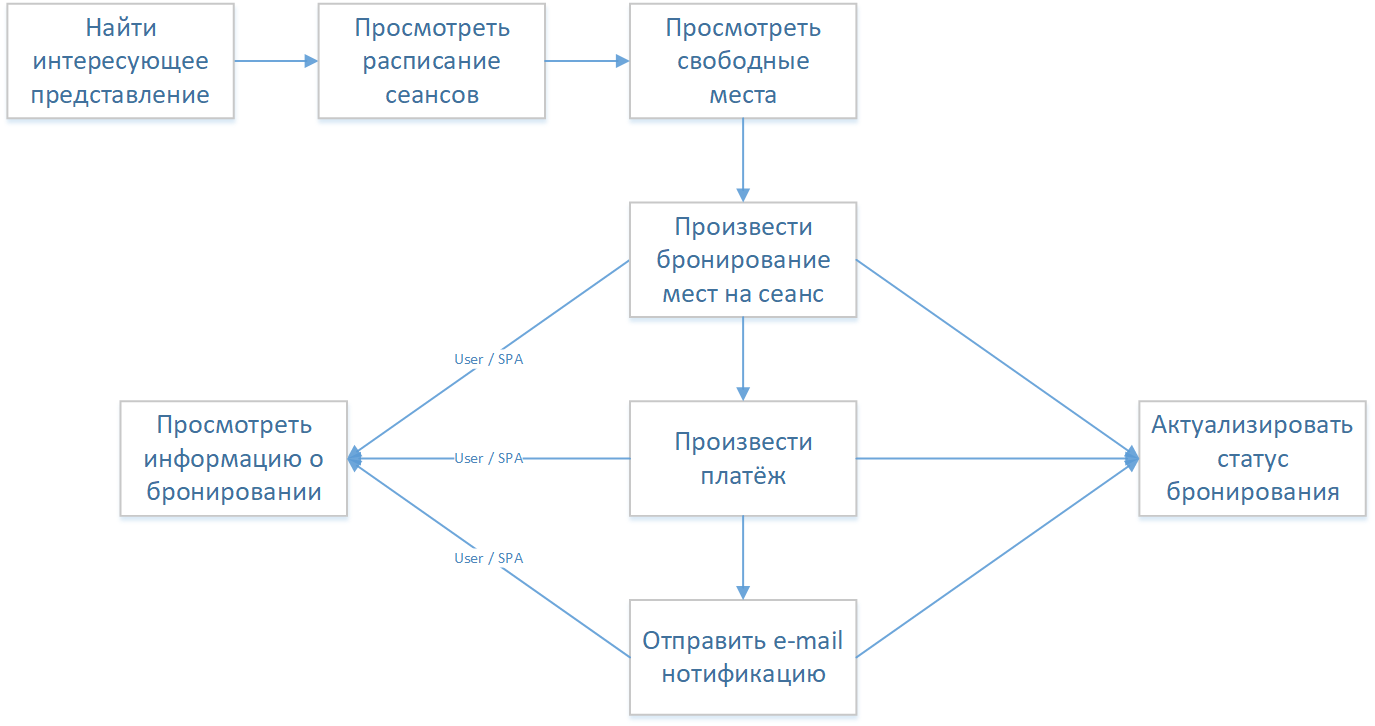 Найти
интересующее
представление
Просмотреть
расписание
сеансов
Просмотреть
свободные
места
Произвести
бронирование
мест на сеанс
User / SPA
Просмотреть
информацию о
бронировании
User / SPA
Произвести
платёж
Актуализировать
статус
бронирования
User / SPA
Отправить e-mail
нотификацию